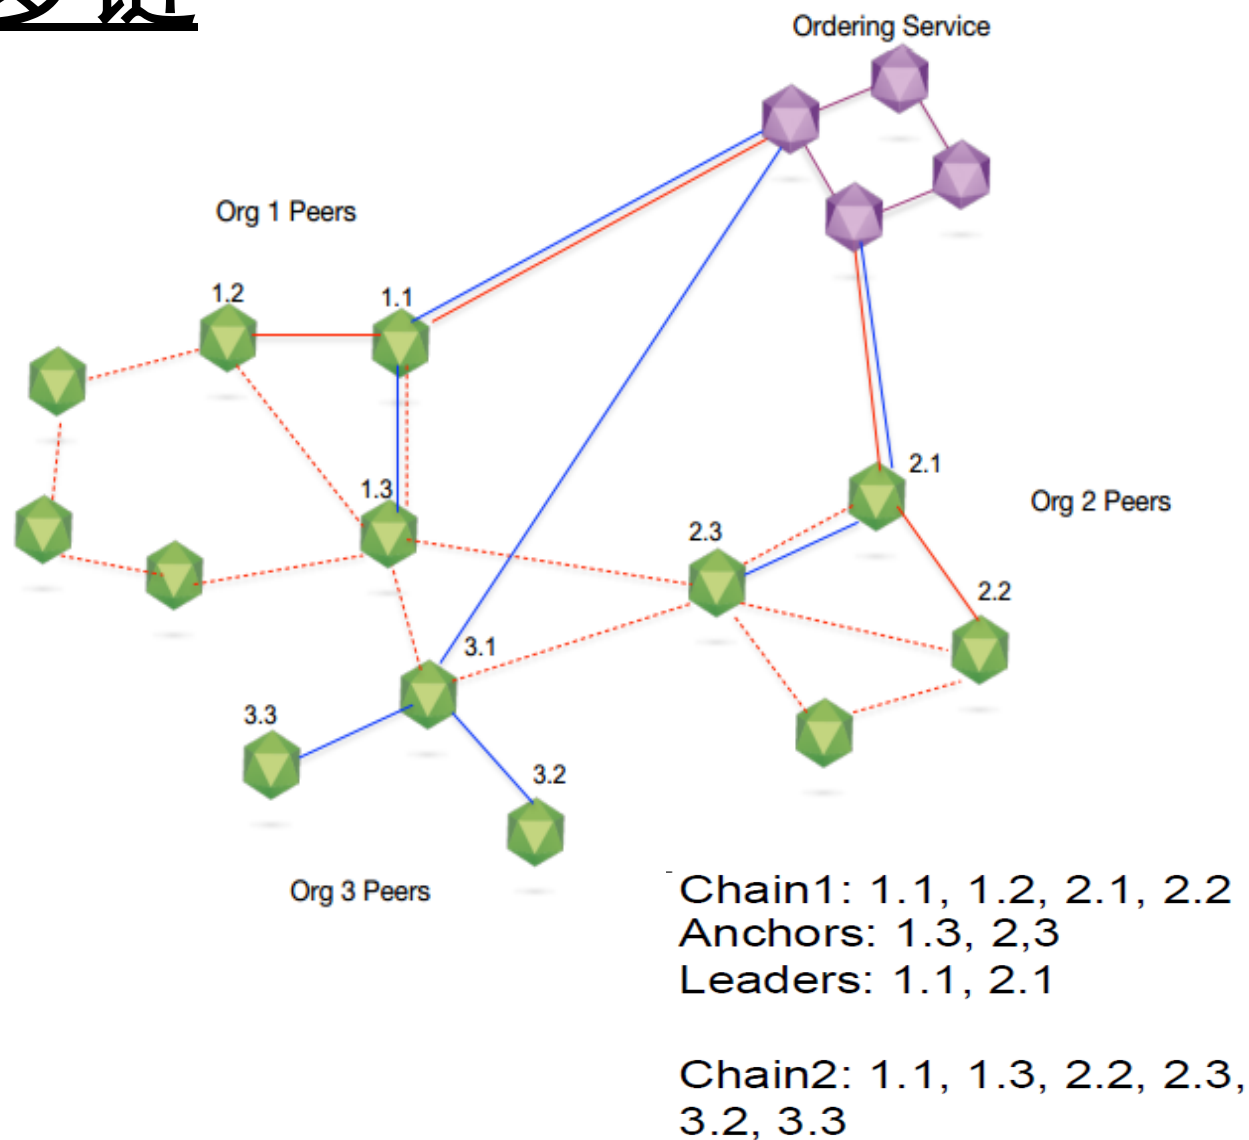 链
Ordering Service
Org 1 Peers
1.2
1.1
1.3
2.1
Org 2 Peers
2.3
2.2
3.1
3.3
3.2
Org 3 Peers
Chain1: 1.1, 1.2, 2.1, 2.2
Anchors: 1.3, 2,3
Leaders: 1.1, 2.1
Chain2: 1.1, 1.3, 2.2, 2.3,
3.2, 3.3